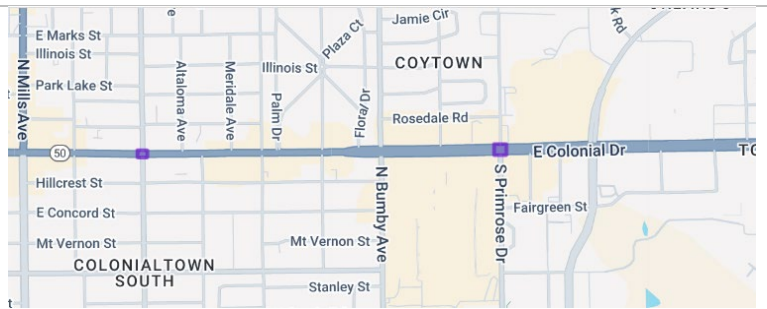 Jamie Cir
k Rd
Plaza Ct
E Marks St
Illinois St
COYTOWN
Illinois St
Park Lake St
N Mills Ave
Altaloma Ave
Meridale Ave
Palm Dr
Flora Dr
Rosedale Rd
50
E Colonial Dr
Hillcrest St
N Bumby Ave
S Primrose Dr
E Concord St
Fairgreen St
Mt Vernon St
Mt Vernon St
COLONIALTOWN
SOUTH
Stanley St